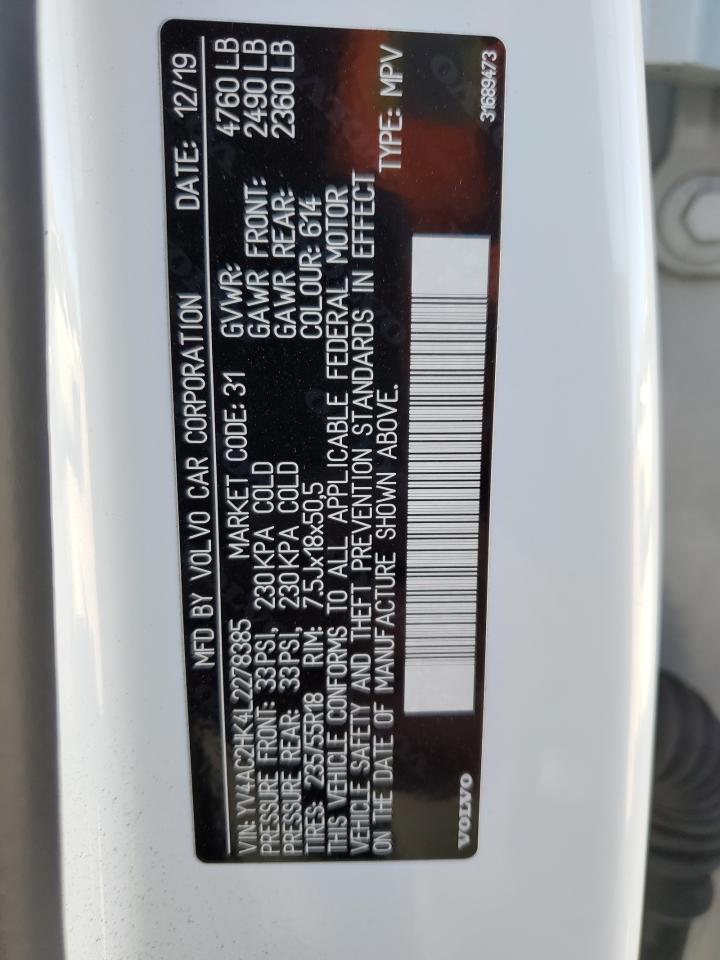 MFD BY VOLVO CAR CORPORATION DATE: 12/19
VIN: YV4AC2HK4L2278385 MARKET CODE: 31 GVWR: 4760 LB
PRESSURE FRONT: 33PSI, 230KPA COLD GAWR FRONT: 2490 LB
PRESSURE REAR: 33PSI, 230KPA COLD GAWR REAR: 2360 LB
TIRES: 235/55R18 RIM: 7.5Jx18x50,5 COLOUR: 614
THIS VEHICLE CONFORMS TO ALL APPLICABLE FEDERAL MOTOR
VEHICLE SAFETY AND THEFT PREVENTION STANDARDS IN EFFECT
ON THE DATE OF MANUFACTURE SHOWN ABOVE. TYPE: MPV
VOLVO 31689473